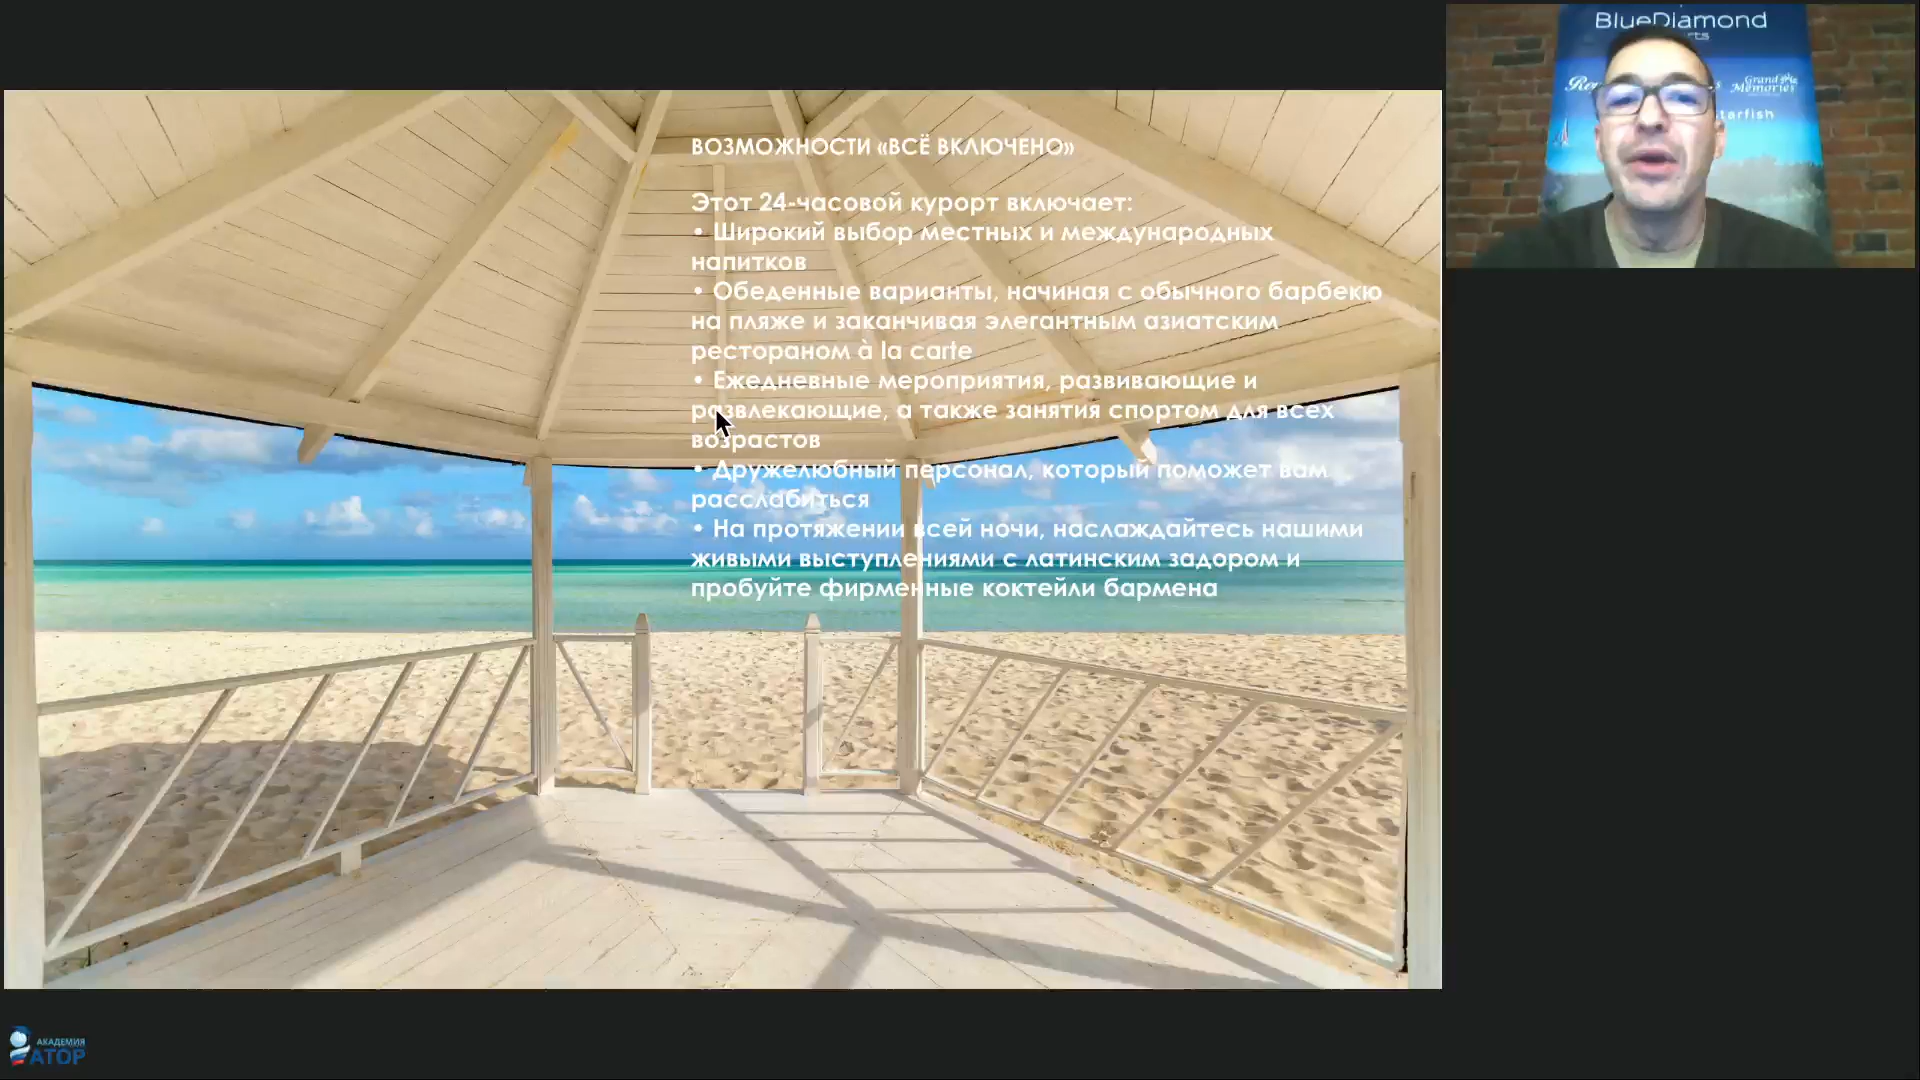 ВОЗМОЖНОСТИ «ВСЁ ВКЛЮЧЕНО»
Этот 24-часовой курорт включает:
• Широкий выбор местных и международных
напитков
• Обеденные варианты, начиная с обычного барбекю
на пляже и заканчивая элегантным азиатским
рестораном à la carte
• Ежедневные мероприятия, развивающие и
развлекающие, а также занятия спортом для всех
возрастов
• Дружелюбный персонал, который поможет вам
расслабиться
• На протяжении всей ночи, наслаждайтесь нашими
живыми выступлениями с латинским задором и
пробуйте фирменные коктейли бармена
BlueDiamond
Grand
Memories
starfish
АКАДЕМИЯ
АТОР